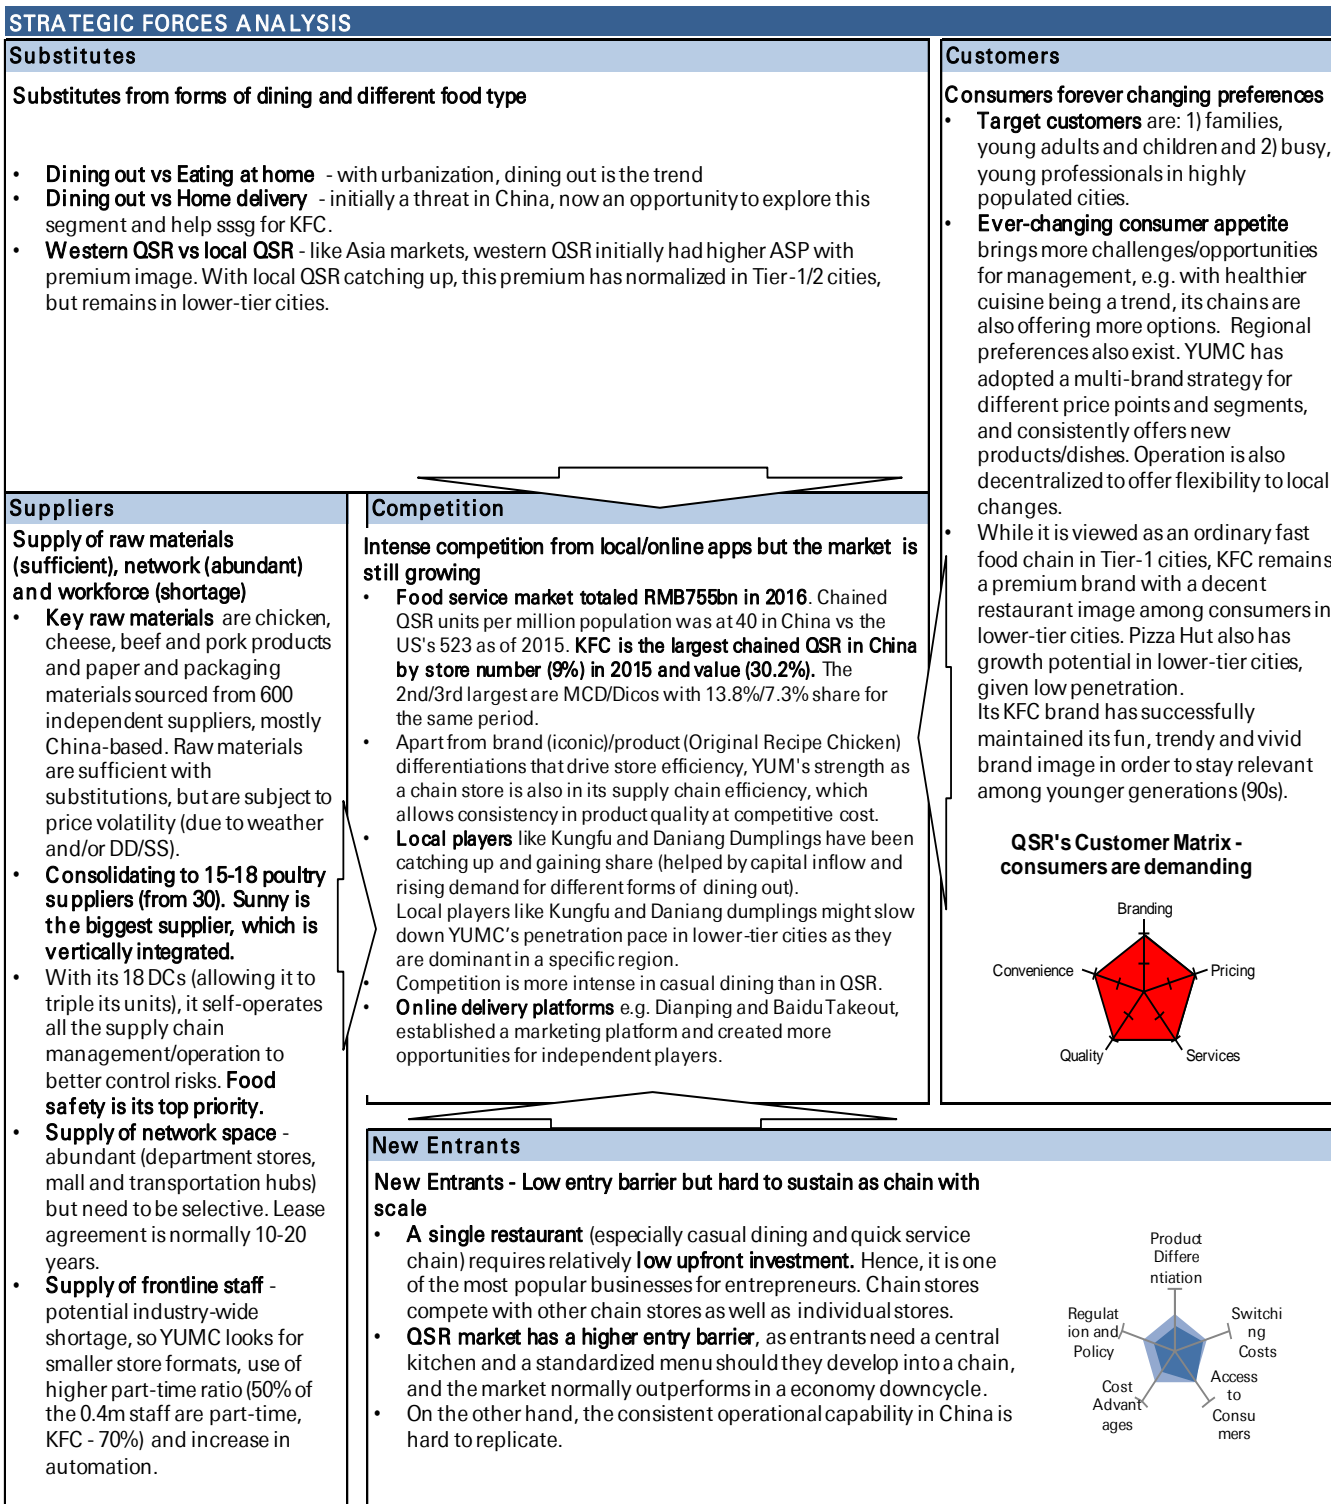 STRATEGIC FORCES ANALYSIS
Substitutes
Substitutes from forms of dining and different food type
• Dining out vs Eating at home - with urbanization, dining out is the trend
• Dining out vs Home delivery - initially a threat in China, now an opportunity to explore this
segment and help sssg for KFC.
• Western QSR vs local QSR - like Asia markets, western QSR initially had higher ASP with
premium image. With local QSR catching up, this premium has normalized in Tier-1/2 cities,
but remains in lower-tier cities.
Customers
Consumers forever changing preferences
• Target customers are: 1) families,
young adults and children and 2) busy,
young professionals in highly
populated cities.
• Ever-changing consumer appetite
brings more challenges/opportunities
for management, e.g. with healthier
cuisine being a trend, its chains are
also offering more options. Regional
preferences also exist. YUMC has
adopted a multi-brand strategy for
different price points and segments,
and consistently offers new
products/dishes. Operation is also
decentralized to offer flexibility to local
changes.
• While it is viewed as an ordinary fast
food chain in Tier-1 cities, KFC remains
a premium brand with a decent
restaurant image among consumers in
lower-tier cities. Pizza Hut also has
growth potential in lower-tier cities,
given low penetration.
Its KFC brand has successfully
maintained its fun, trendy and vivid
brand image in order to stay relevant
among younger generations (90s).
QSR's Customer Matrix -
consumers are demanding
Branding
Convenience
Pricing
Quality
Services
Suppliers
Supply of raw materials
(sufficient), network (abundant)
and workforce (shortage)
• Key raw materials are chicken,
cheese, beef and pork products
and paper and packaging
materials sourced from 600
independent suppliers, mostly
China-based. Raw materials
are sufficient with
substitutions, but are subject to
price volatility (due to weather
and/or DD/SS).
• Consolidating to 15-18 poultry
suppliers (from 30). Sunny is
the biggest supplier, which is
vertically integrated.
• With its 18 DCs (allowing it to
triple its units), it self-operates
all the supply chain
management/operation to
better control risks. Food
safety is its top priority.
• Supply of network space -
abundant (department stores,
mall and transportation hubs)
but need to be selective. Lease
agreement is normally 10-20
years.
• Supply of frontline staff -
potential industry-wide
shortage, so YUMC looks for
smaller store formats, use of
higher part-time ratio (50% of
the 0.4m staff are part-time,
KFC - 70%) and increase in
automation.
Competition
Intense competition from local/online apps but the market is
still growing
• Food service market totaled RMB755bn in 2016. Chained
QSR units per million population was at 40 in China vs the
US's 523 as of 2015. KFC is the largest chained QSR in China
by store number (9%) in 2015 and value (30.2%). The
2nd/3rd largest are MCD/Dicos with 13.8%/7.3% share for
the same period.
• Apart from brand (iconic)/product (Original Recipe Chicken)
differentiations that drive store efficiency, YUM's strength as
a chain store is also in its supply chain efficiency, which
allows consistency in product quality at competitive cost.
• Local players like Kungfu and Daniang Dumplings have been
catching up and gaining share (helped by capital inflow and
rising demand for different forms of dining out).
Local players like Kungfu and Daniang dumplings might slow
down YUMC’s penetration pace in lower-tier cities as they
are dominant in a specific region.
• Competition is more intense in casual dining than in QSR.
• Online delivery platforms e.g. Dianping and Baidu Takeout,
established a marketing platform and created more
opportunities for independent players.
New Entrants
New Entrants - Low entry barrier but hard to sustain as chain with
scale
• A single restaurant (especially casual dining and quick service
chain) requires relatively low upfront investment. Hence, it is one
of the most popular businesses for entrepreneurs. Chain stores
compete with other chain stores as well as individual stores.
• QSR market has a higher entry barrier, as entrants need a central
kitchen and a standardized menu should they develop into a chain,
and the market normally outperforms in a economy downcycle.
• On the other hand, the consistent operational capability in China is
hard to replicate.
Product
Differe
ntiation
Switchi
ng
Costs
Access
to
Consu
mers
Cost
Advant
ages
Regulat
ion and
Policy